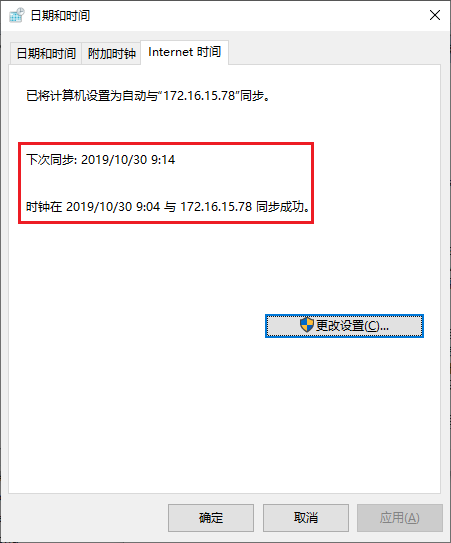 日期和时间
日期和时间 附加时钟 Internet 时间
已将计算机设置为自动与“172.16.15.78”同步。
下次同步: 2019/10/30 9:14
时钟在 2019/10/30 9:04 与 172.16.15.78 同步成功。
更改设置(C)...
确定 取消 应用(A)